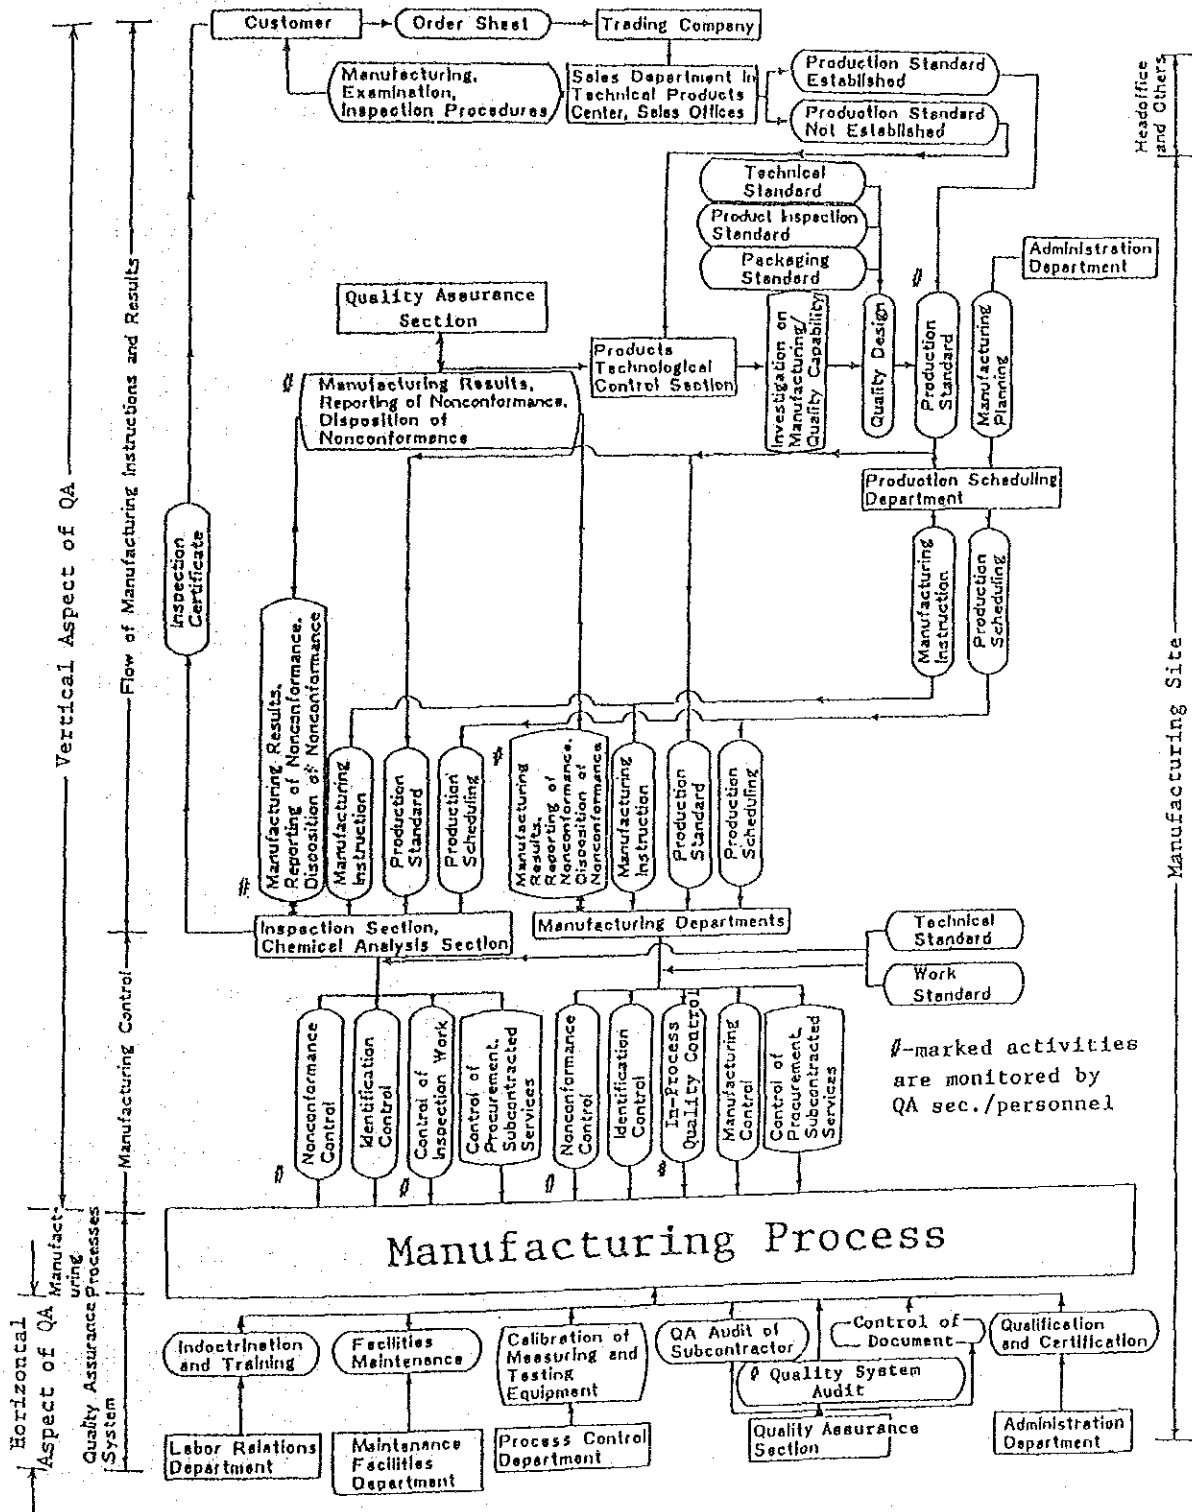 Customer
Order Sheet
Trading Company
Manufacturing,
Examination,
Inspection Procedures
Sales Department in
Technical Products
Center, Sales Offices
Production Standard
Established
Production Standard
Not Established
Headoffice
and Others
Technical
Standard
Product Inspection
Standard
Packaging
Standard
Administration
Department
Quality Assurance
Section
Products
Technological
Control Section
Investigation on
Manufacturing/
Quality Capability
Quality Design
Production
Standard
Manufacturing
Planning
Manufacturing Results,
Reporting of Nonconformance,
Disposition of
Nonconformance
Production Scheduling
Department
Vertical Aspect of QA
Flow of Manufacturing Instructions and Results
Inspection
Certificate
Manufacturing
Instruction
Production
Scheduling
Manufacturing Site
Manufacturing Results,
Reporting of Nonconformance,
Disposition of Nonconformance
Manufacturing
Instruction
Production
Standard
Production
Scheduling
Manufacturing
Results,
Reporting of
Nonconformance,
Disposition of
Nonconformance
Manufacturing
Instruction
Production
Standard
Production
Scheduling
Inspection Section,
Chemical Analysis Section
Manufacturing Departments
Technical
Standard
Work
Standard
Manufacturing Control
Nonconformance
Control
Identification
Control
Control of
Inspection Work
Control of
Procurement,
Subcontracted
Services
Nonconformance
Control
Identification
Control
In-Process
Quality Control
Manufacturing
Control
Control of
Procurement,
Subcontracted
Services
∅-marked activities
are monitored by
QA sec./personnel
Manufact-
uring
Processes
Manufacturing Process
Horizontal
Aspect of QA
Quality Assurance
System
Indoctrination
and Training
Facilities
Maintenance
Calibration of
Measuring and
Testing
Equipment
QA Audit of
Subcontractor
Control of
Document
Qualification
and Certification
∅ Quality System
Audit
Labor Relations
Department
Maintenance
Facilities
Department
Process Control
Department
Quality Assurance
Section
Administration
Department